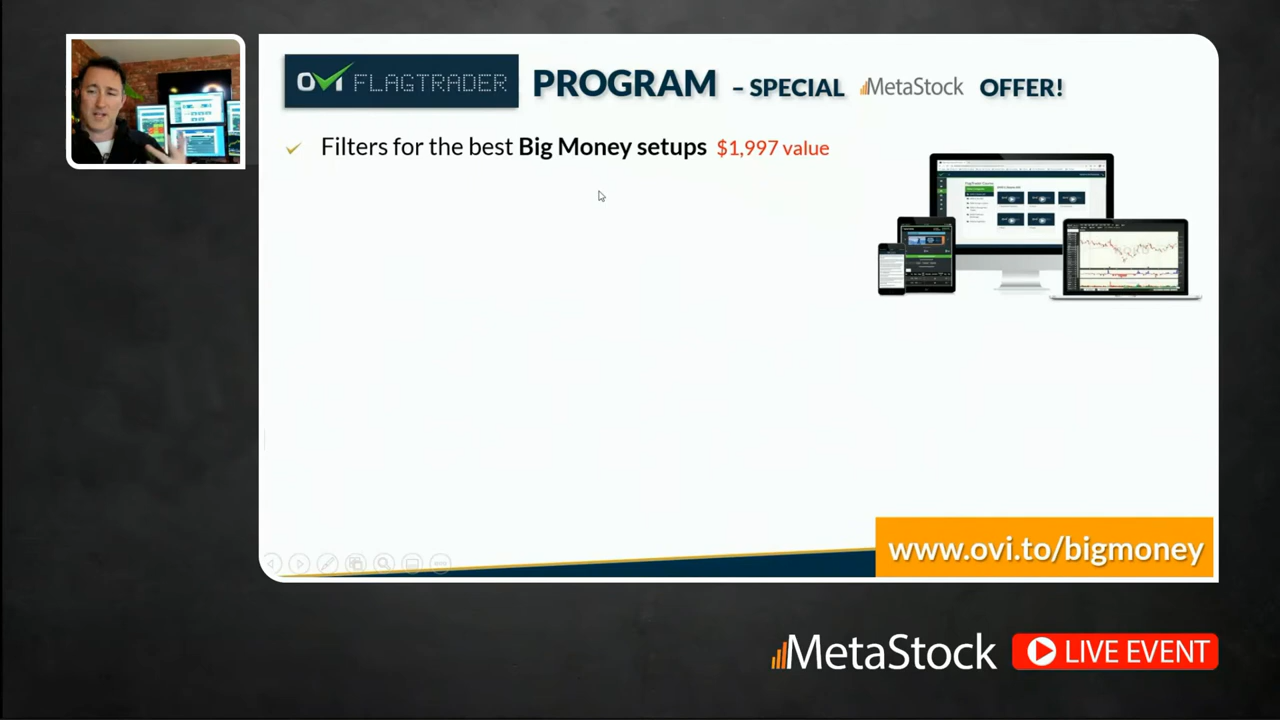 OVI FLAGTRADER PROGRAM – SPECIAL MetaStock OFFER!
Filters for the best Big Money setups $1,997 value
www.ovi.to/bigmoney
MetaStock LIVE EVENT